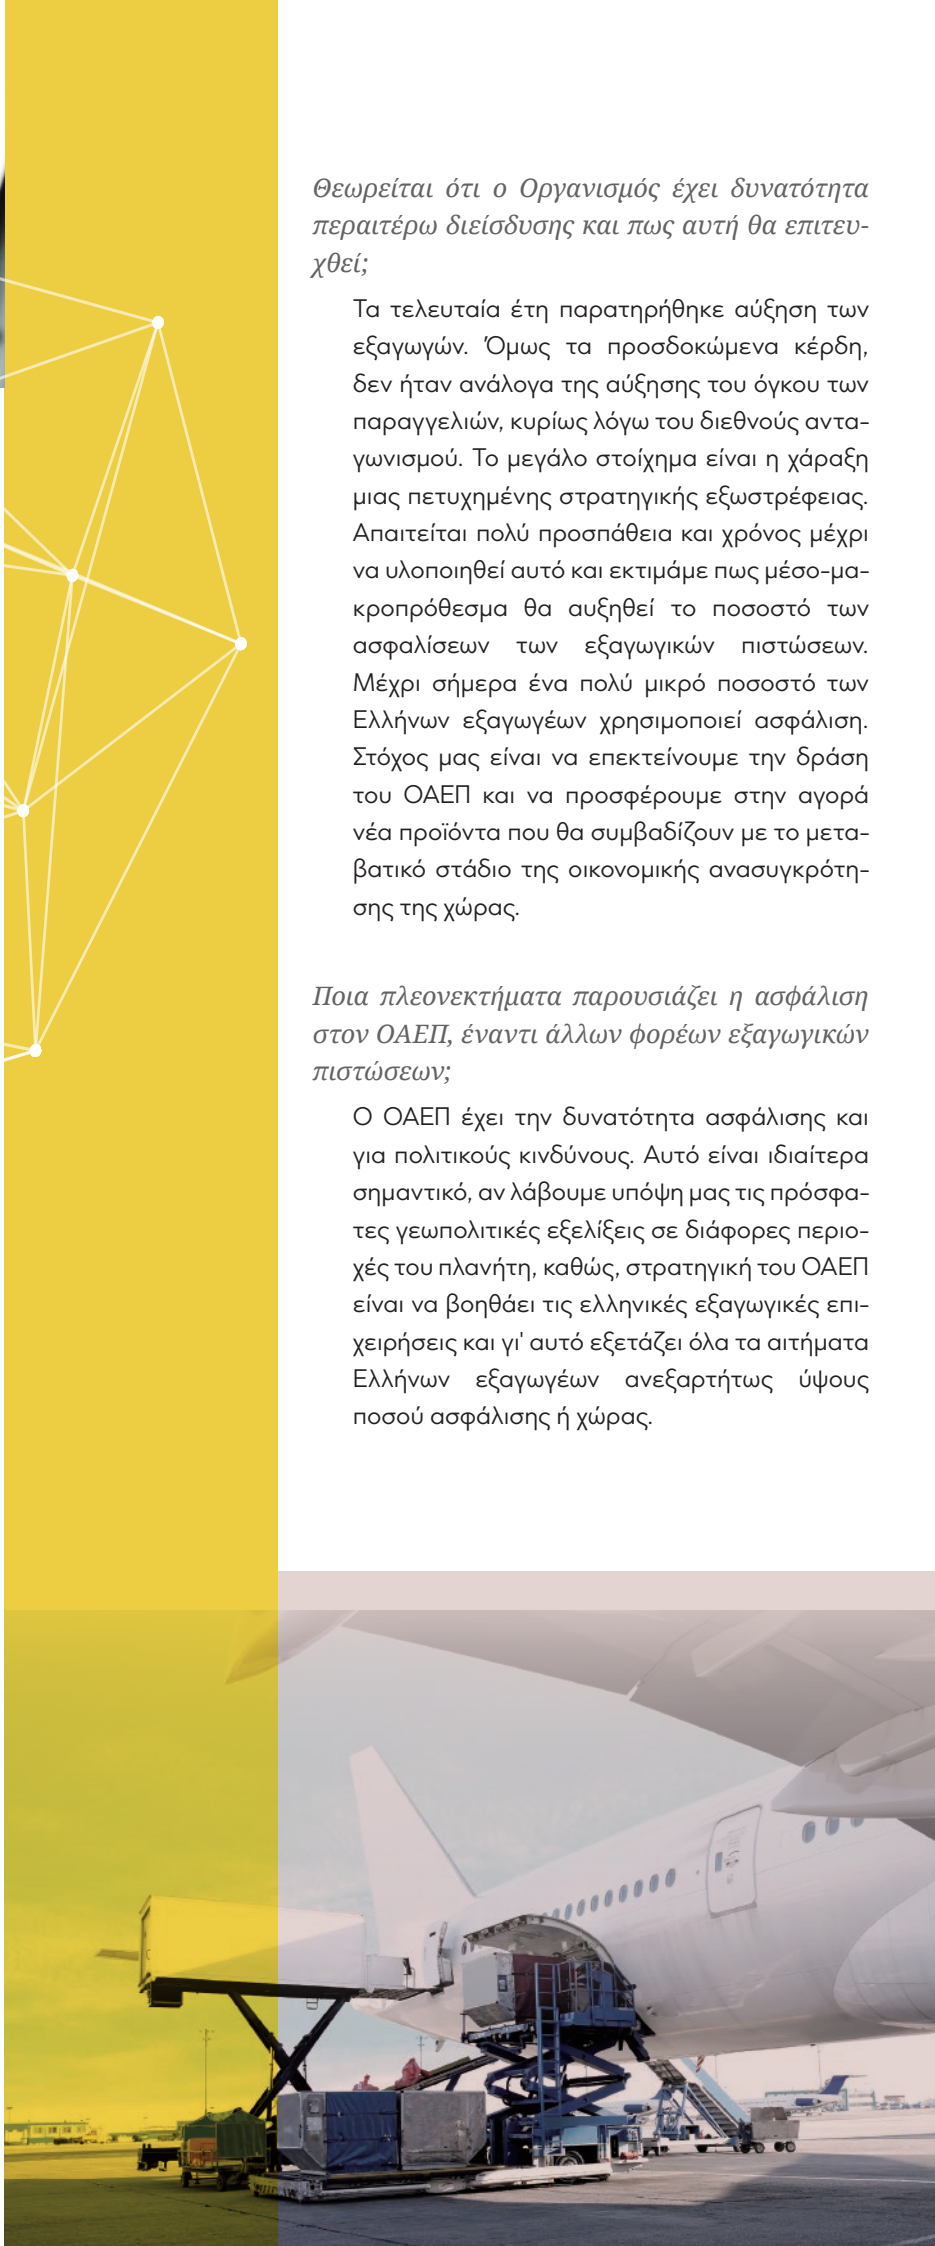 Θεωρείται ότι ο Οργανισμός έχει δυνατότητα
περαιτέρω διείσδυσης και πως αυτή θα επιτευ-
χθεί;
Τα τελευταία έτη παρατηρήθηκε αύξηση των
εξαγωγών. Όμως τα προσδοκώμενα κέρδη,
δεν ήταν ανάλογα της αύξησης του όγκου των
παραγγελιών, κυρίως λόγω του διεθνούς αντα-
γωνισμού. Το μεγάλο στοίχημα είναι η χάραξη
μιας πετυχημένης στρατηγικής εξωστρέφειας.
Απαιτείται πολύ προσπάθεια και χρόνος μέχρι
να υλοποιηθεί αυτό και εκτιμάμε πως μέσο-μα-
κροπρόθεσμα θα αυξηθεί το ποσοστό των
ασφαλίσεων των εξαγωγικών πιστώσεων.
Μέχρι σήμερα ένα πολύ μικρό ποσοστό των
Ελλήνων εξαγωγέων χρησιμοποιεί ασφάλιση.
Στόχος μας είναι να επεκτείνουμε την δράση
του ΟΑΕΠ και να προσφέρουμε στην αγορά
νέα προϊόντα που θα συμβαδίζουν με το μετα-
βατικό στάδιο της οικονομικής ανασυγκρότη-
σης της χώρας.
Ποια πλεονεκτήματα παρουσιάζει η ασφάλιση
στον ΟΑΕΠ, έναντι άλλων φορέων εξαγωγικών
πιστώσεων;
Ο ΟΑΕΠ έχει την δυνατότητα ασφάλισης και
για πολιτικούς κινδύνους. Αυτό είναι ιδιαίτερα
σημαντικό, αν λάβουμε υπόψη μας τις πρόσφα-
τες γεωπολιτικές εξελίξεις σε διάφορες περιο-
χές του πλανήτη, καθώς, στρατηγική του ΟΑΕΠ
είναι να βοηθάει τις ελληνικές εξαγωγικές επι-
χειρήσεις και γι' αυτό εξετάζει όλα τα αιτήματα
Ελλήνων εξαγωγέων ανεξαρτήτως ύψους
ποσού ασφάλισης ή χώρας.